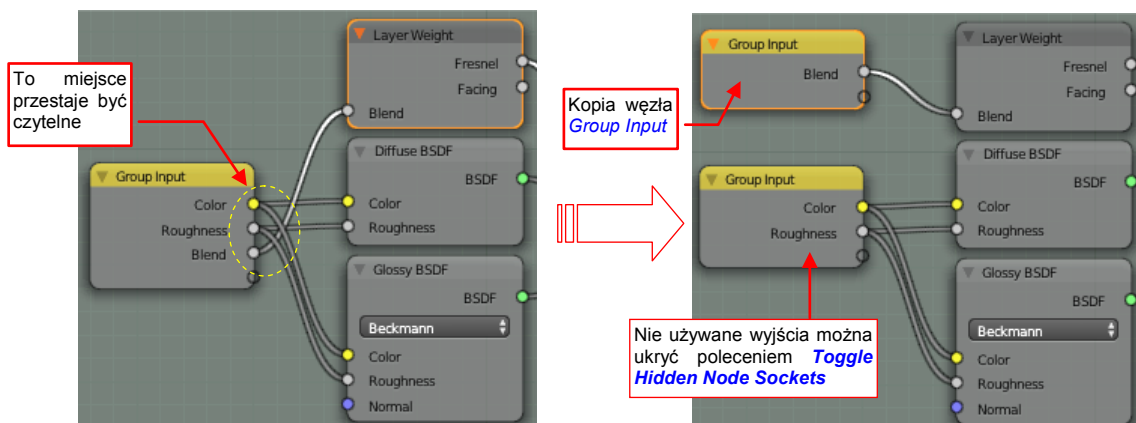 To miejsce
przestaje być
czytelne
Layer Weight
Fresnel
Facing
Blend
Group Input
Color
Roughness
Blend
Diffuse BSDF
BSDF
Color
Roughness
Glossy BSDF
BSDF
Beckmann
Color
Roughness
Normal
Group Input
Blend
Kopia węzła
Group Input
Layer Weight
Fresnel
Facing
Blend
Group Input
Color
Roughness
Diffuse BSDF
BSDF
Color
Roughness
Nie używane wyjścia można
ukryć poleceniem Toggle
Hidden Node Sockets
Glossy BSDF
BSDF
Beckmann
Color
Roughness
Normal